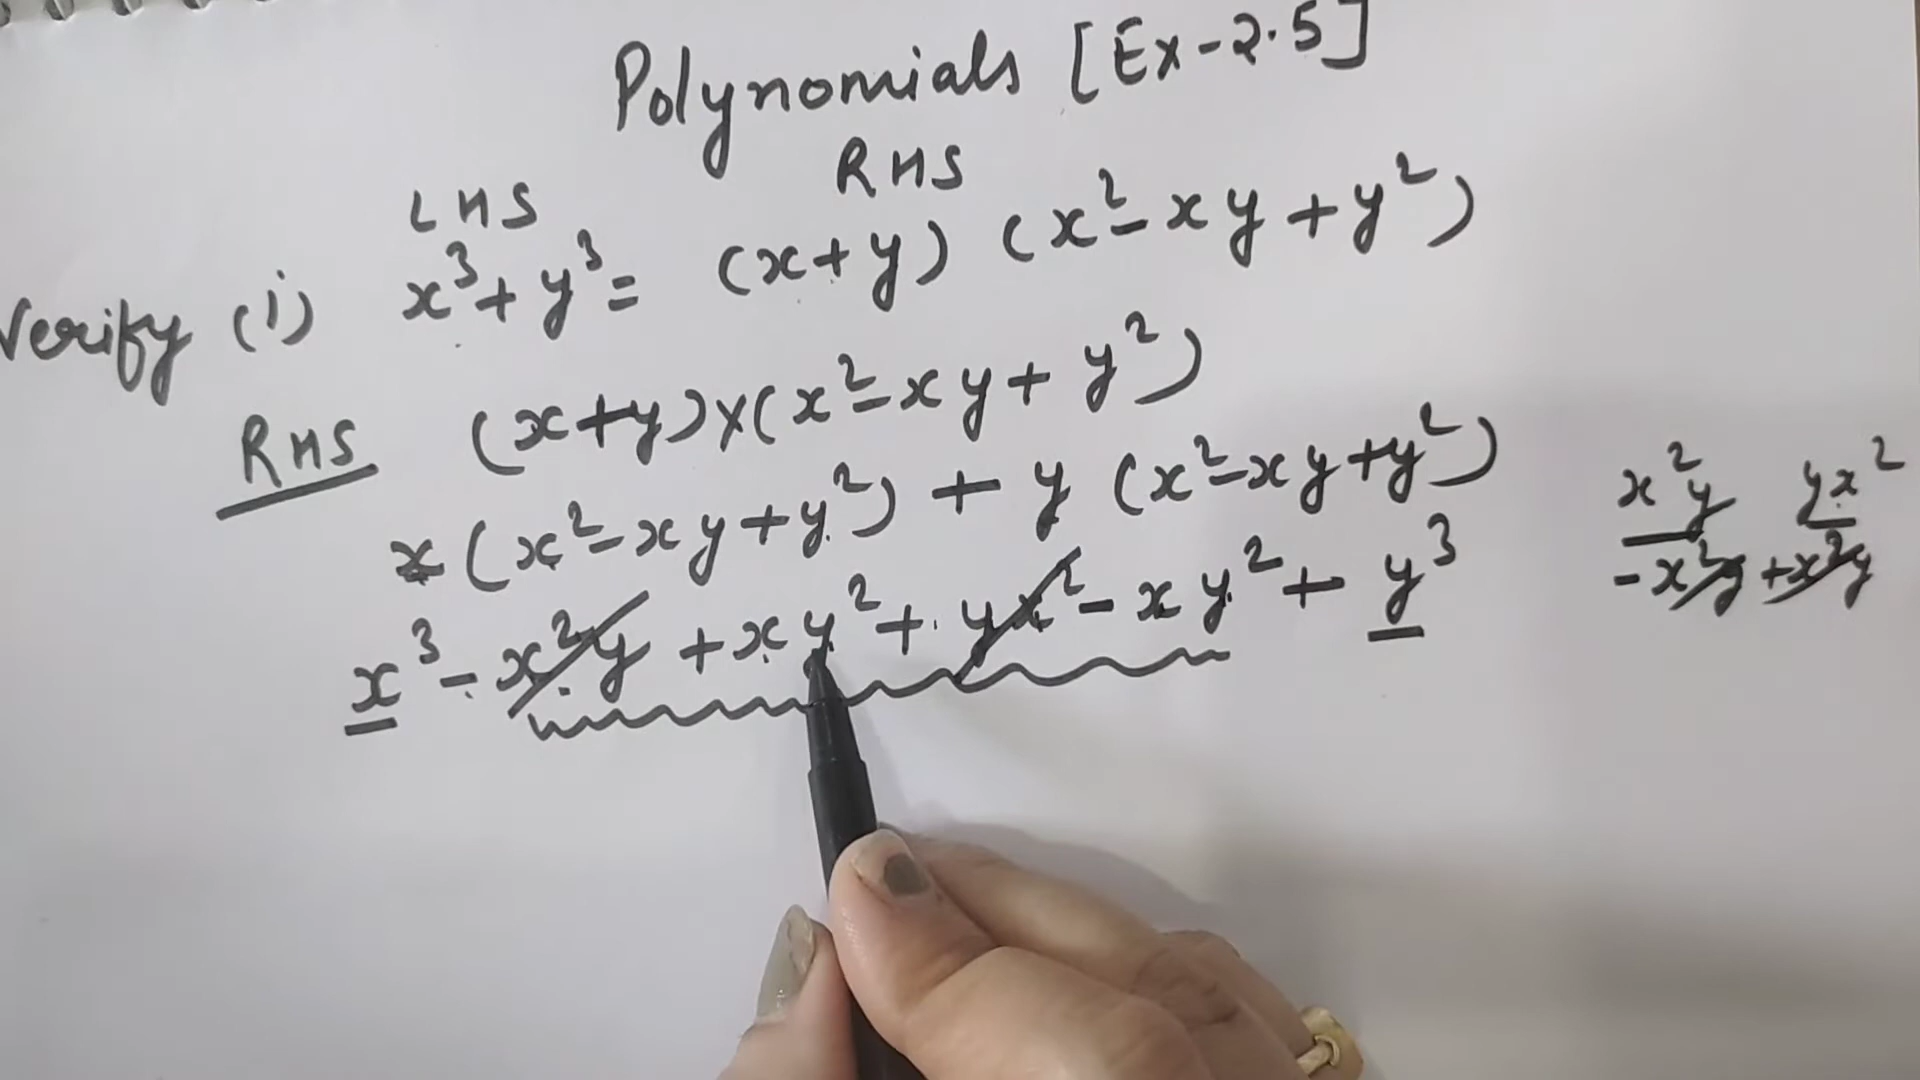 Polynomials [Ex-2.5]
LHS RHS
Verify (i) x³+y³= (x+y) (x²-xy+y²)
RHS (x+y)×(x²-xy+y²)
x(x²-xy+y²) + y (x²-xy+y²)
x³-x²y+xy²+yx²-xy²+y³
x²y yx²
-x²y+x²y